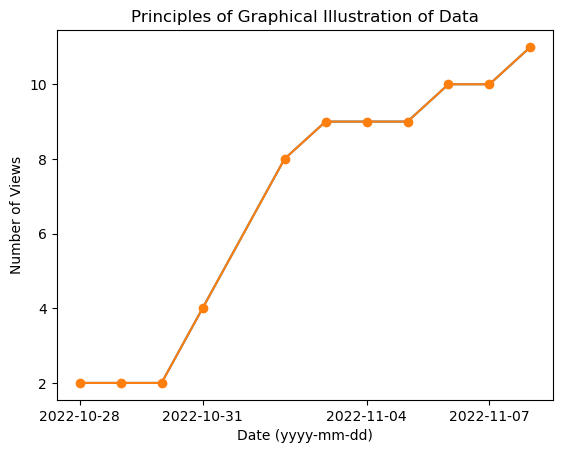 Principles of Graphical Illustration of Data
10
8
6
4
2
Number of Views
2022-10-28 2022-10-31 2022-11-04 2022-11-07
Date (yyyy-mm-dd)